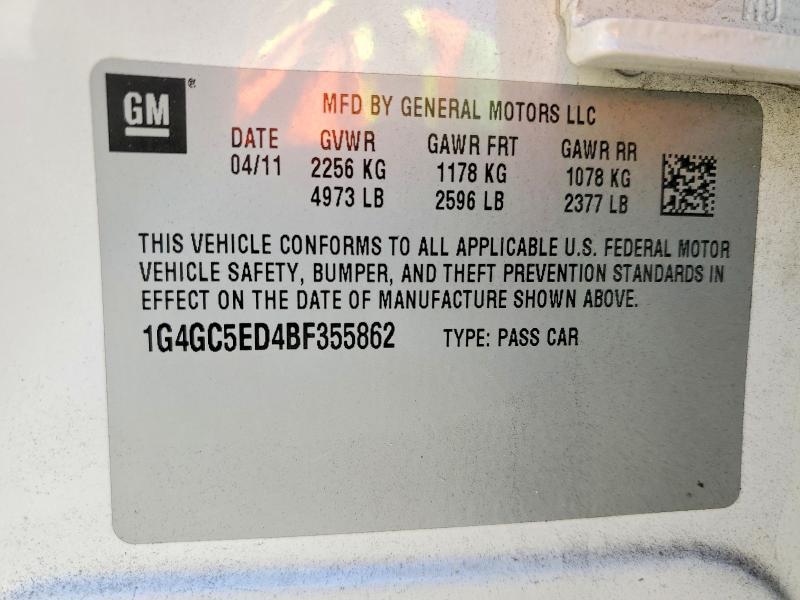 GM®
MFD BY GENERAL MOTORS LLC
DATE GVWR GAWR FRT GAWR RR
04/11 2256 KG 1178 KG 1078 KG
4973 LB 2596 LB 2377 LB
THIS VEHICLE CONFORMS TO ALL APPLICABLE U.S. FEDERAL MOTOR
VEHICLE SAFETY, BUMPER, AND THEFT PREVENTION STANDARDS IN
EFFECT ON THE DATE OF MANUFACTURE SHOWN ABOVE.
1G4GC5ED4BF355862 TYPE: PASS CAR